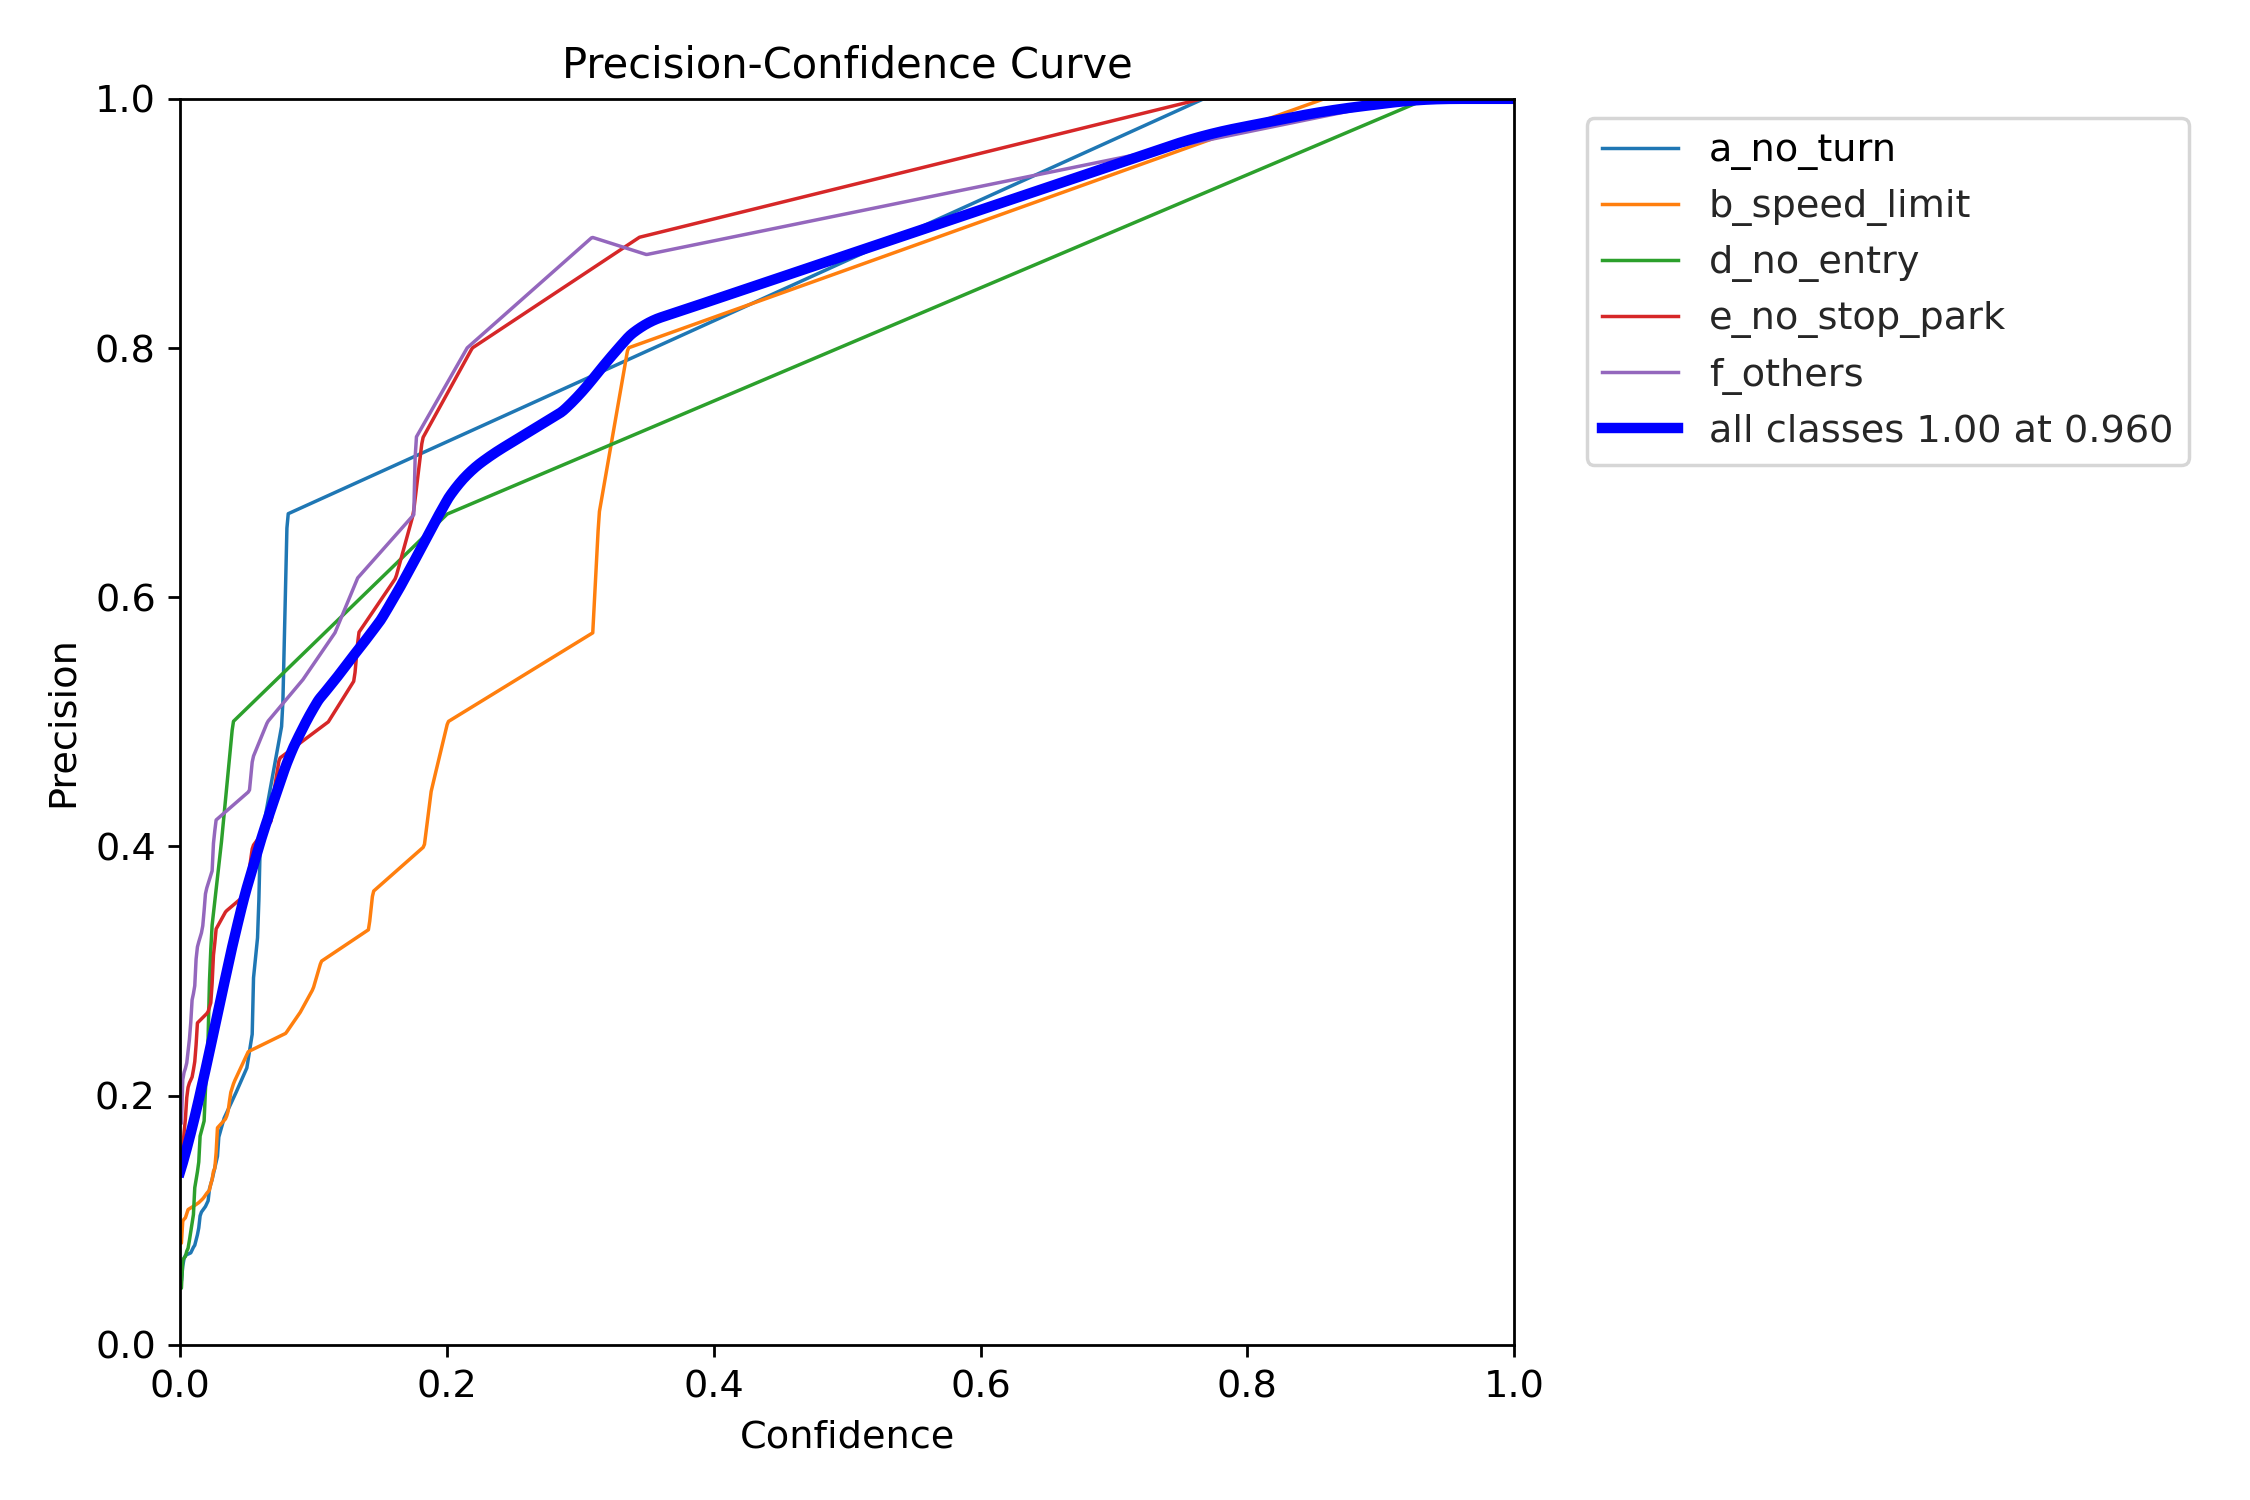 Precision-Confidence Curve
1.0
0.8
0.6
0.4
0.2
0.0
Precision
0.0 0.2 0.4 0.6 0.8 1.0
Confidence
a_no_turn
b_speed_limit
d_no_entry
e_no_stop_park
f_others
all classes 1.00 at 0.960